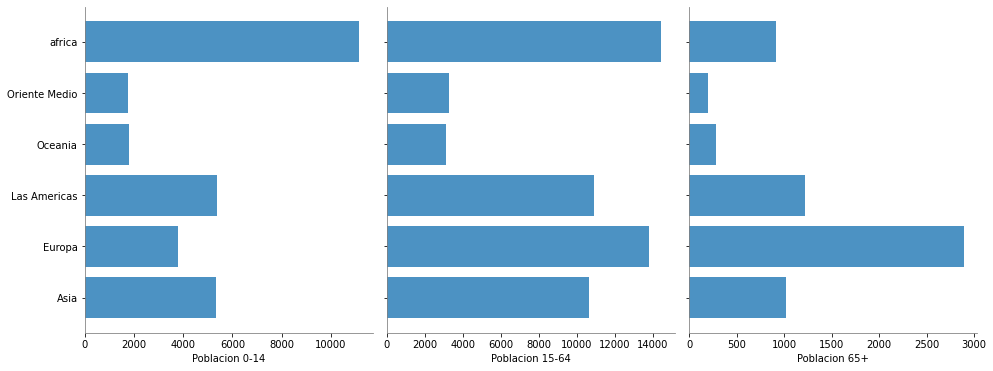 africa
Oriente Medio
Oceania
Las Americas
Europa
Asia
0 2000 4000 6000 8000 10000
Poblacion 0-14
0 2000 4000 6000 8000 10000 12000 14000
Poblacion 15-64
0 500 1000 1500 2000 2500 3000
Poblacion 65+